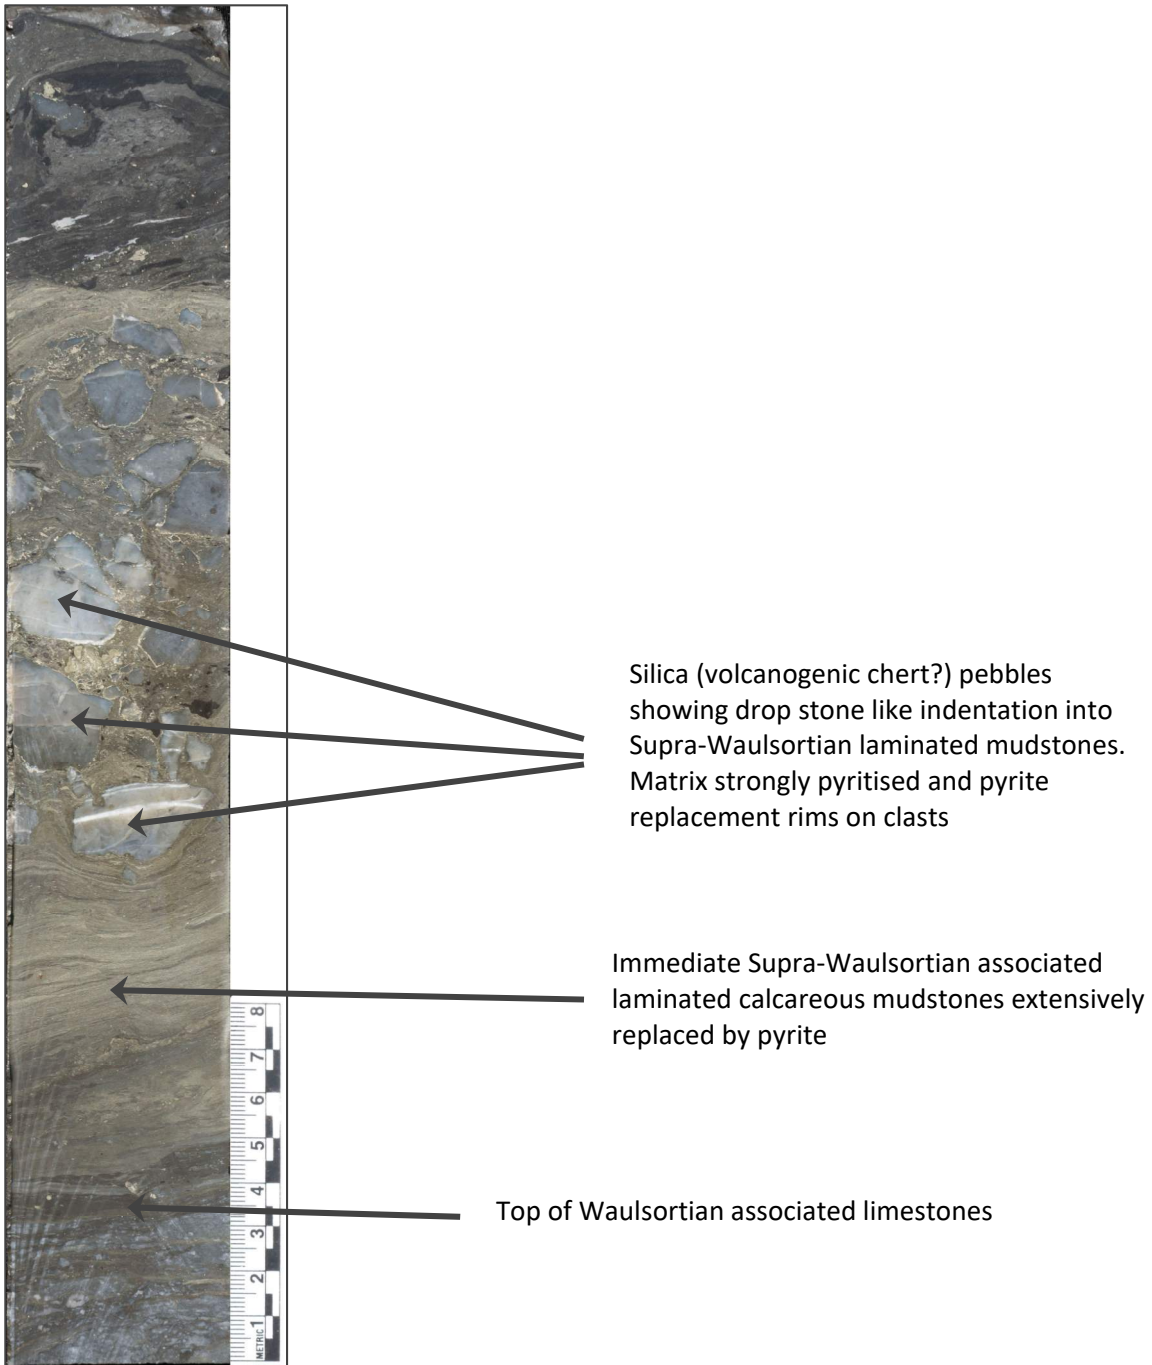 Silica (volcanogenic chert?) pebbles
showing drop stone like indentation into
Supra-Waulsortian laminated mudstones.
Matrix strongly pyritised and pyrite
replacement rims on clasts
Immediate Supra-Waulsortian associated
laminated calcareous mudstones extensively
replaced by pyrite
8
7
6
5
4
Top of Waulsortian associated limestones
3
2
METRIC 1